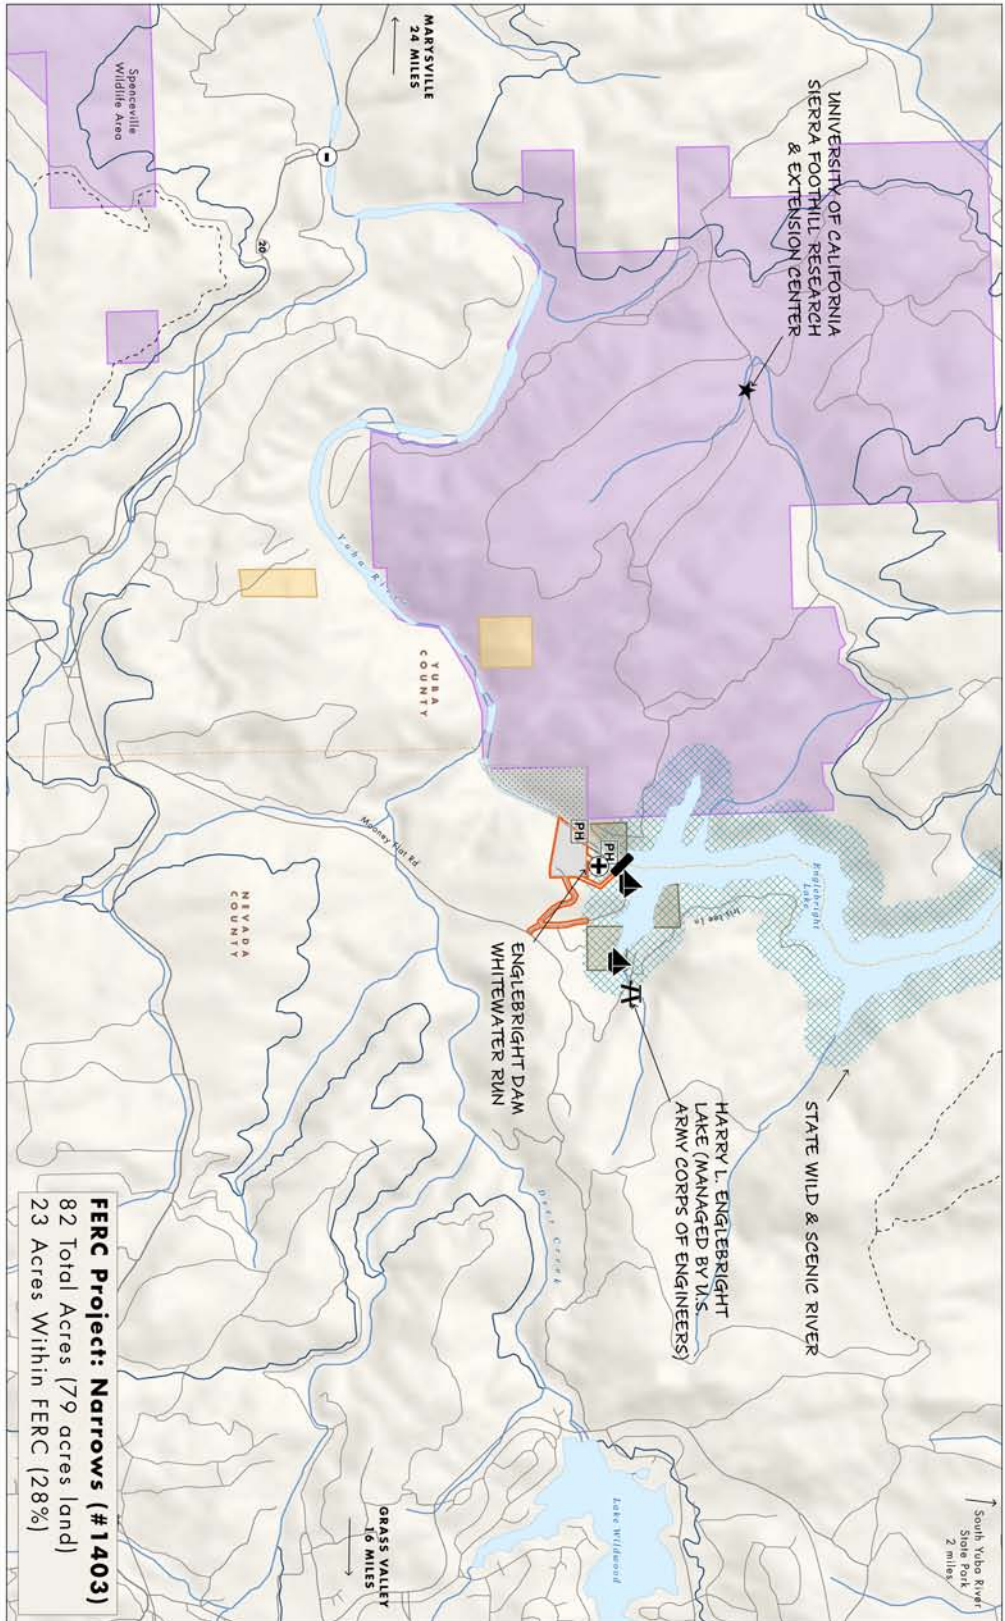 MARYSVILLE
24 MILES
UNIVERSITY OF CALIFORNIA
SIERRA FOOTHILL RESEARCH
& EXTENSION CENTER
Spenceville
Wildlife Area
20
Yuba River
YUBA
COUNTY
Mooney Flat Rd
NEVADA
COUNTY
PH
PH
Englebright
Lake
ENGLEBRIGHT DAM
WHITEWATER RUN
STATE WILD & SCENIC RIVER
HARRY L. ENGLEBRIGHT
LAKE (MANAGED BY U.S.
ARMY CORPS OF ENGINEERS)
Deer Creek
South Yuba River
State Park
2 miles
Lake Wildwood
GRASS VALLEY
16 MILES
FERC Project: Narrows (#1403)
82 Total Acres (79 acres land)
23 Acres Within FERC (28%)